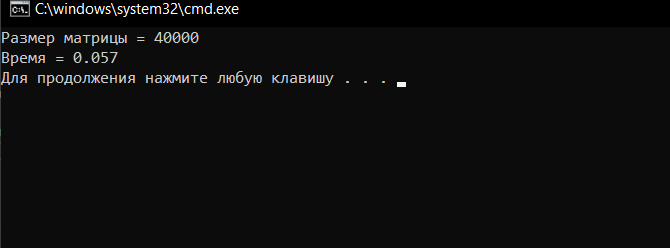 C:\windows\system32\cmd.exe
Размер матрицы = 40000
Время = 0.057
Для продолжения нажмите любую клавишу . . .